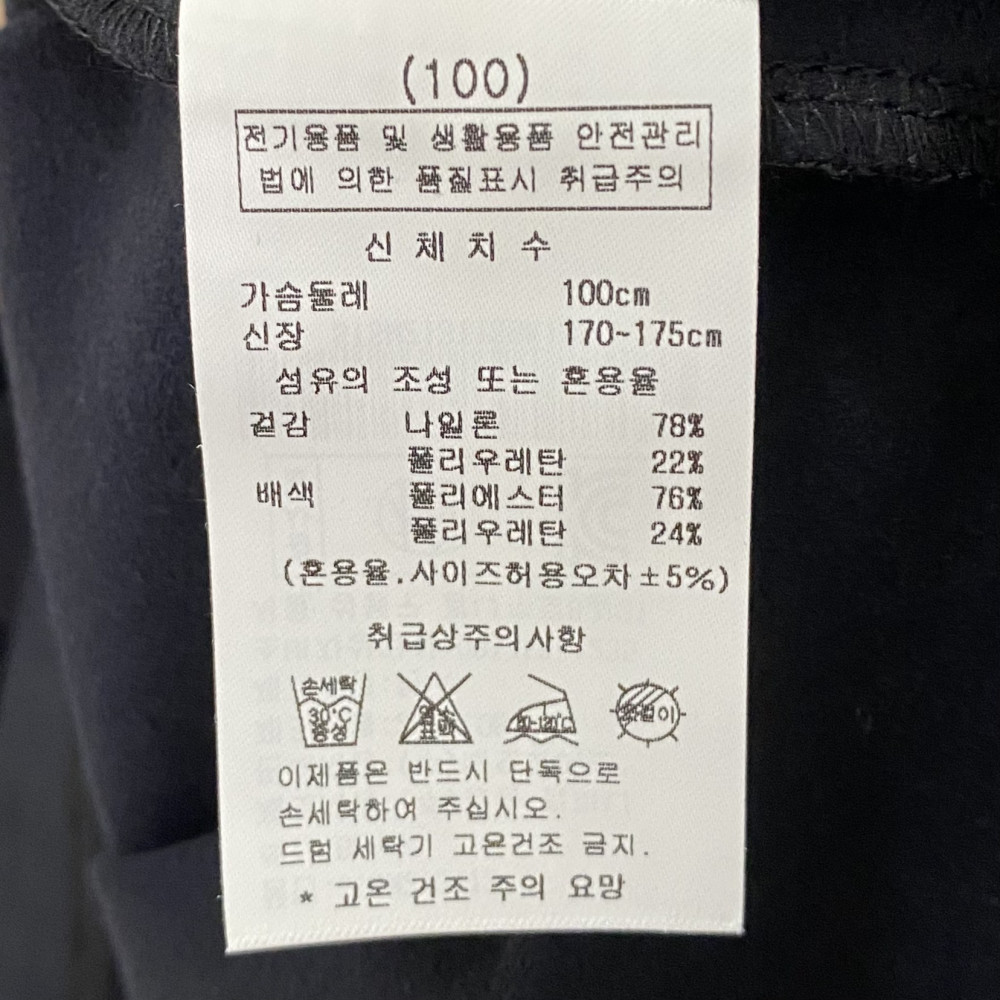 (100)
전기용품 및 생활용품 안전관리
법에 의한 품질표시 취급주의
신 체 치 수
가슴둘레 100cm
신장 170~175cm
섬유의 조성 또는 혼용율
겉감 나일론 78%
폴리우레탄 22%
배색 폴리에스터 76%
폴리우레탄 24%
(혼용율.사이즈허용오차±5%)
취급상주의사항
손세탁
30℃
중성
염소
표백
옷걸이
이제품은 반드시 단독으로
손세탁하여 주십시오.
드럼 세탁기 고온건조 금지.
* 고온 건조 주의 요망